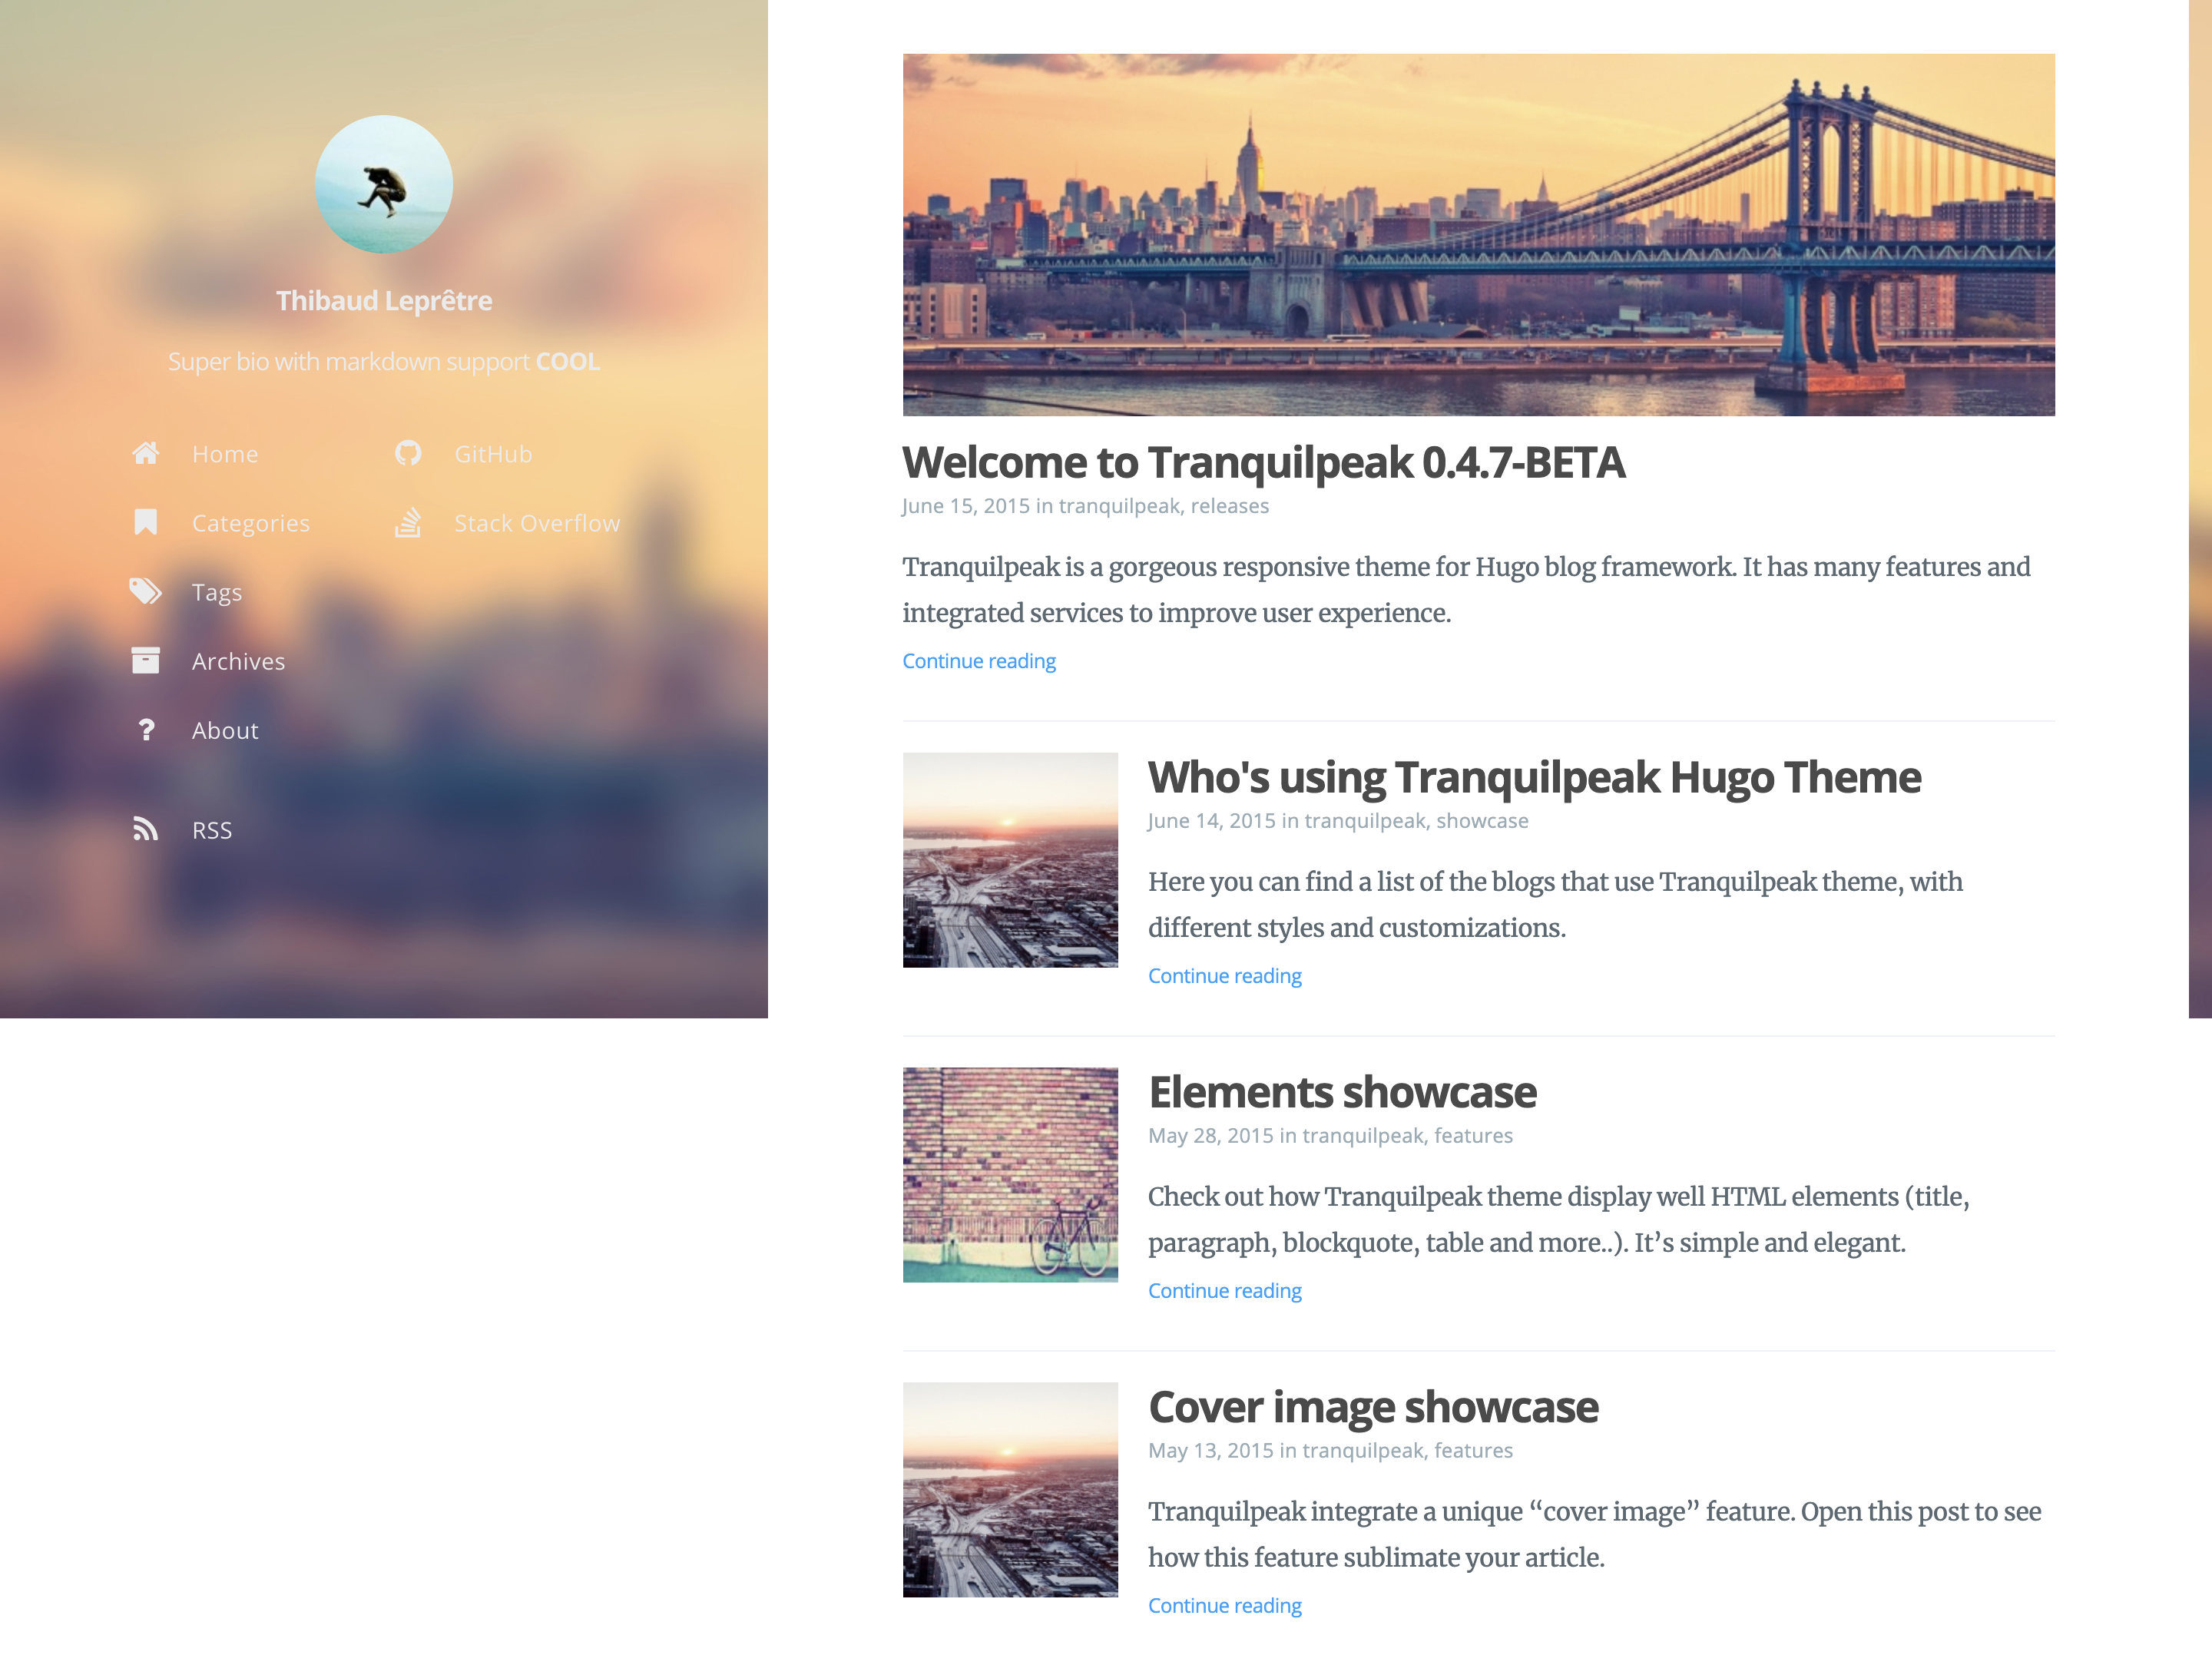 Thibaud Leprêtre
Super bio with markdown support COOL
Home
Categories
Tags
Archives
About
RSS
GitHub
Stack Overflow
Welcome to Tranquilpeak 0.4.7-BETA
June 15, 2015 in tranquilpeak, releases
Tranquilpeak is a gorgeous responsive theme for Hugo blog framework. It has many features and
integrated services to improve user experience.
Continue reading
Who's using Tranquilpeak Hugo Theme
June 14, 2015 in tranquilpeak, showcase
Here you can find a list of the blogs that use Tranquilpeak theme, with
different styles and customizations.
Continue reading
Elements showcase
May 28, 2015 in tranquilpeak, features
Check out how Tranquilpeak theme display well HTML elements (title,
paragraph, blockquote, table and more..). It’s simple and elegant.
Continue reading
Cover image showcase
May 13, 2015 in tranquilpeak, features
Tranquilpeak integrate a unique “cover image” feature. Open this post to see
how this feature sublimate your article.
Continue reading